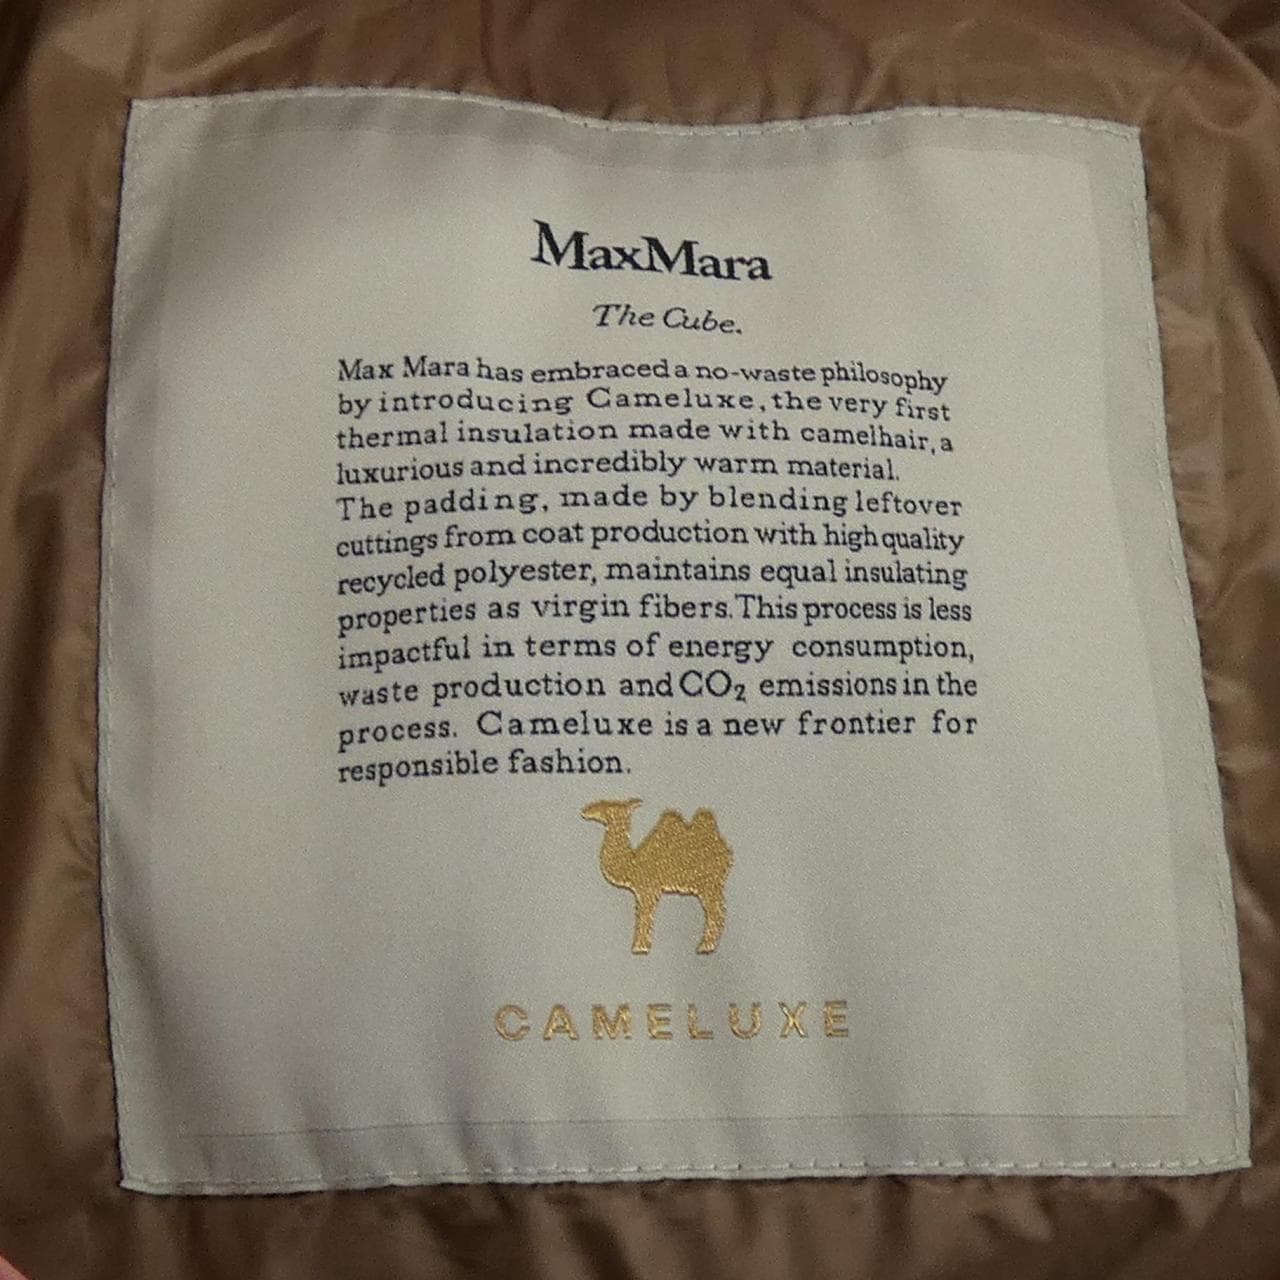 MaxMara
The Cube.
Max Mara has embraced a no-waste philosophy
by introducing Cameluxe, the very first
thermal insulation made with camelhair, a
luxurious and incredibly warm material.
The padding, made by blending leftover
cuttings from coat production with high quality
recycled polyester, maintains equal insulating
properties as virgin fibers. This process is less
impactful in terms of energy consumption,
waste production and CO₂ emissions in the
process. Cameluxe is a new frontier for
responsible fashion.
CAMELUXE